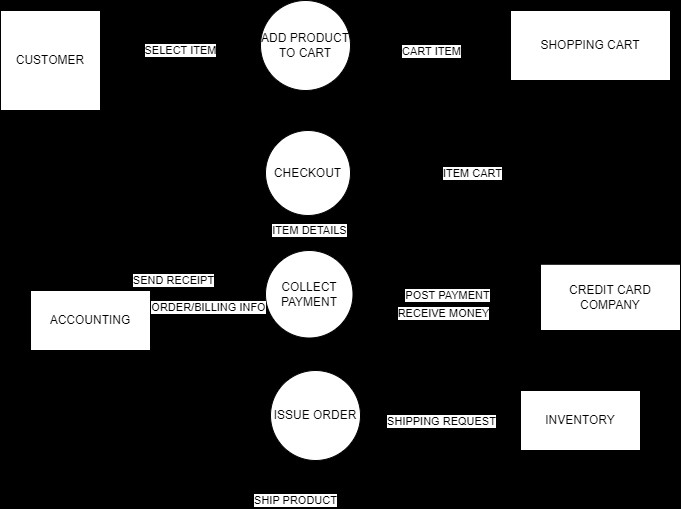 CUSTOMER
SELECT ITEM
ADD PRODUCT
TO CART
CART ITEM
SHOPPING CART
CHECKOUT
ITEM CART
ITEM DETAILS
SEND RECEIPT
ORDER/BILLING INFO
ACCOUNTING
COLLECT
PAYMENT
POST PAYMENT
RECEIVE MONEY
CREDIT CARD
COMPANY
ISSUE ORDER
SHIPPING REQUEST
INVENTORY
SHIP PRODUCT